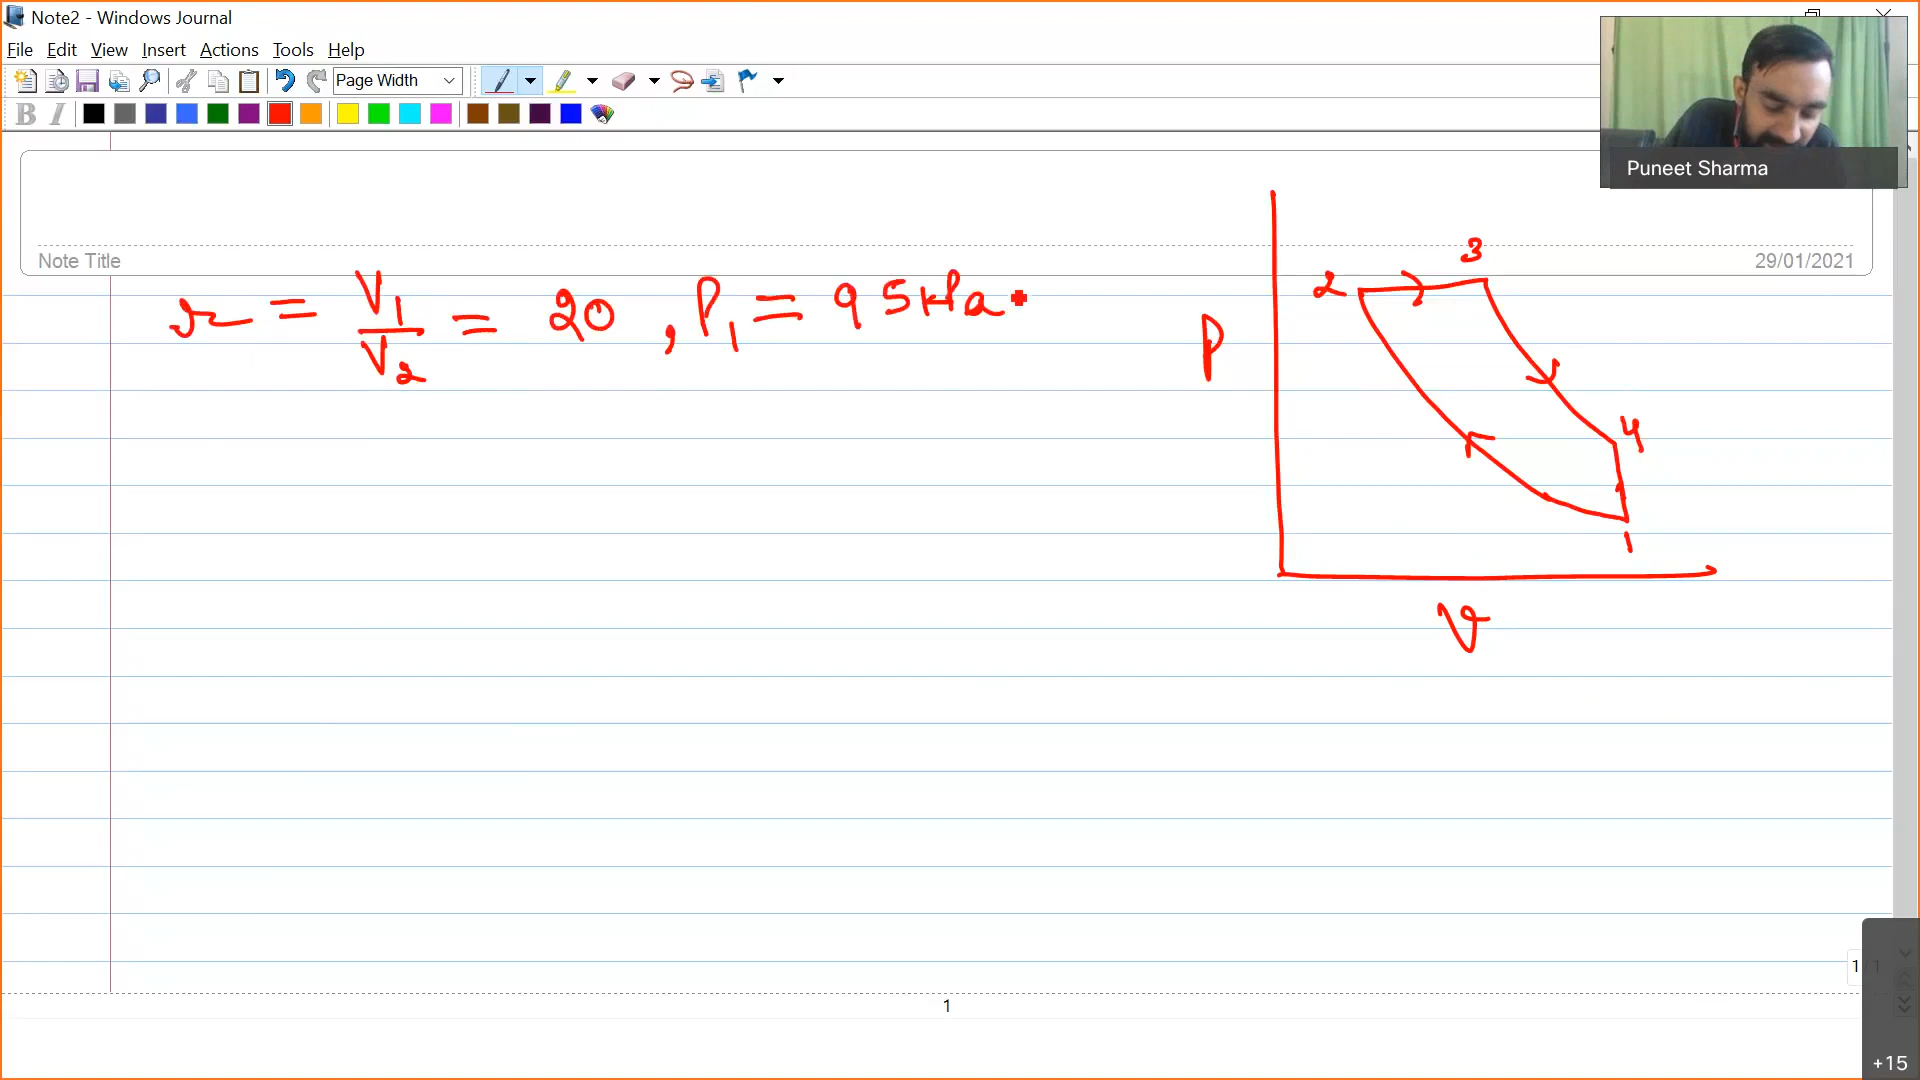 Note2 - Windows Journal
File Edit View Insert Actions Tools Help
Page Width
B I
Puneet Sharma
Note Title
29/01/2021
r = V₁/V₂ = 20 , P₁ = 95 kPa
2
3
P
4
1
V
1 / 1
1
+15